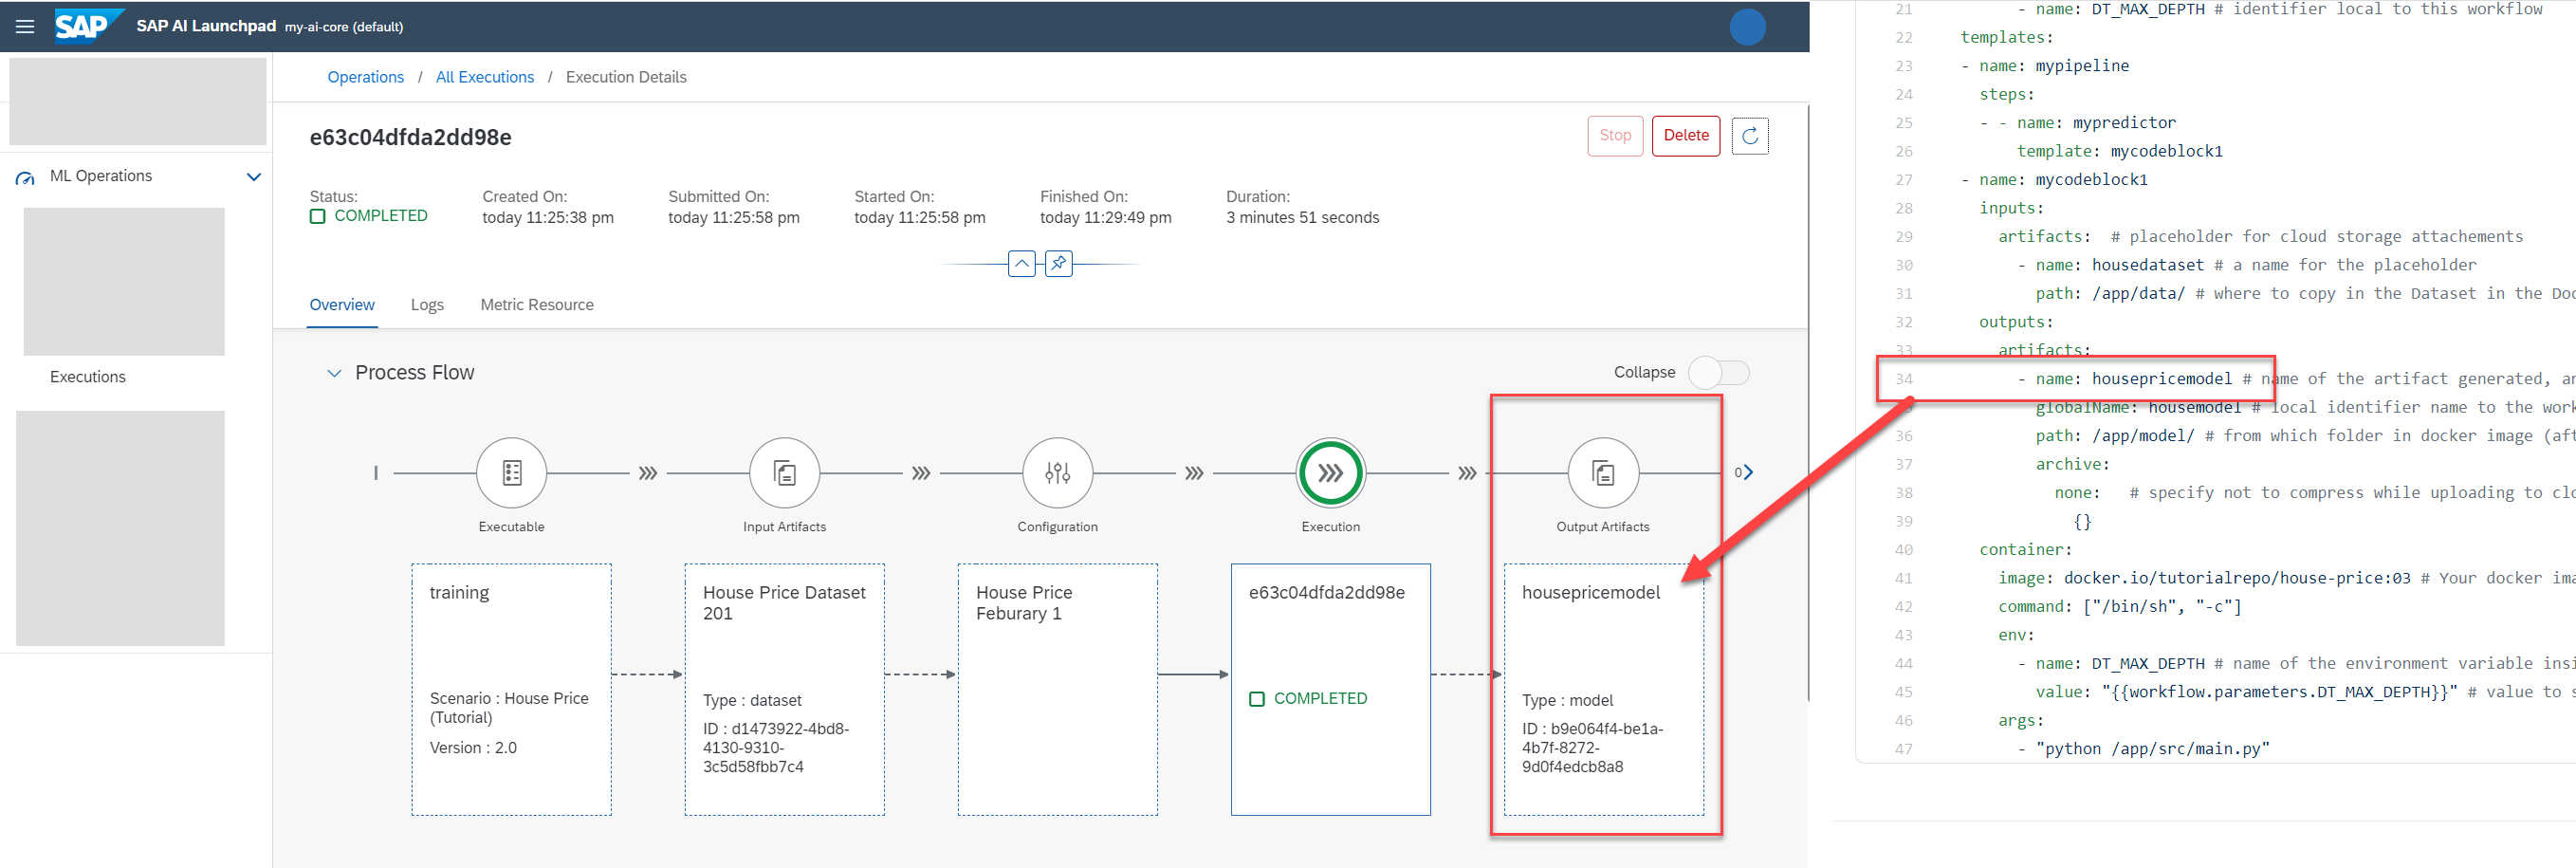 SAP SAP AI Launchpad my-ai-core (default)
Operations / All Executions / Execution Details
ML Operations
Executions
e63c04dfda2dd98e
Stop Delete
Status: Created On: Submitted On: Started On: Finished On: Duration:
COMPLETED today 11:25:38 pm today 11:25:58 pm today 11:25:58 pm today 11:29:49 pm 3 minutes 51 seconds
Overview Logs Metric Resource
Process Flow Collapse
0
Executable Input Artifacts Configuration Execution Output Artifacts
training
Scenario : House Price
(Tutorial)
Version : 2.0
House Price Dataset
201
Type : dataset
ID : d1473922-4bd8-
4130-9310-
3c5d58fbb7c4
House Price
Feburary 1
e63c04dfda2dd98e
COMPLETED
housepricemodel
Type : model
ID : b9e064f4-be1a-
4b7f-8272-
9d0f4edcb8a8
21 - name: DT_MAX_DEPTH # identifier local to this workflow
22 templates:
23 - name: mypipeline
24 steps:
25 - - name: mypredictor
26 template: mycodeblock1
27 - name: mycodeblock1
28 inputs:
29 artifacts: # placeholder for cloud storage attachements
30 - name: housedataset # a name for the placeholder
31 path: /app/data/ # where to copy in the Dataset in the Doc
32 outputs:
33 artifacts:
34 - name: housepricemodel # name of the artifact generated, an
globalName: housemodel # local identifier name to the work
36 path: /app/model/ # from which folder in docker image (aft
37 archive:
38 none: # specify not to compress while uploading to clo
39 {}
40 container:
41 image: docker.io/tutorialrepo/house-price:03 # Your docker ima
42 command: ["/bin/sh", "-c"]
43 env:
44 - name: DT_MAX_DEPTH # name of the environment variable insi
45 value: "{{workflow.parameters.DT_MAX_DEPTH}}" # value to s
46 args:
47 - "python /app/src/main.py"